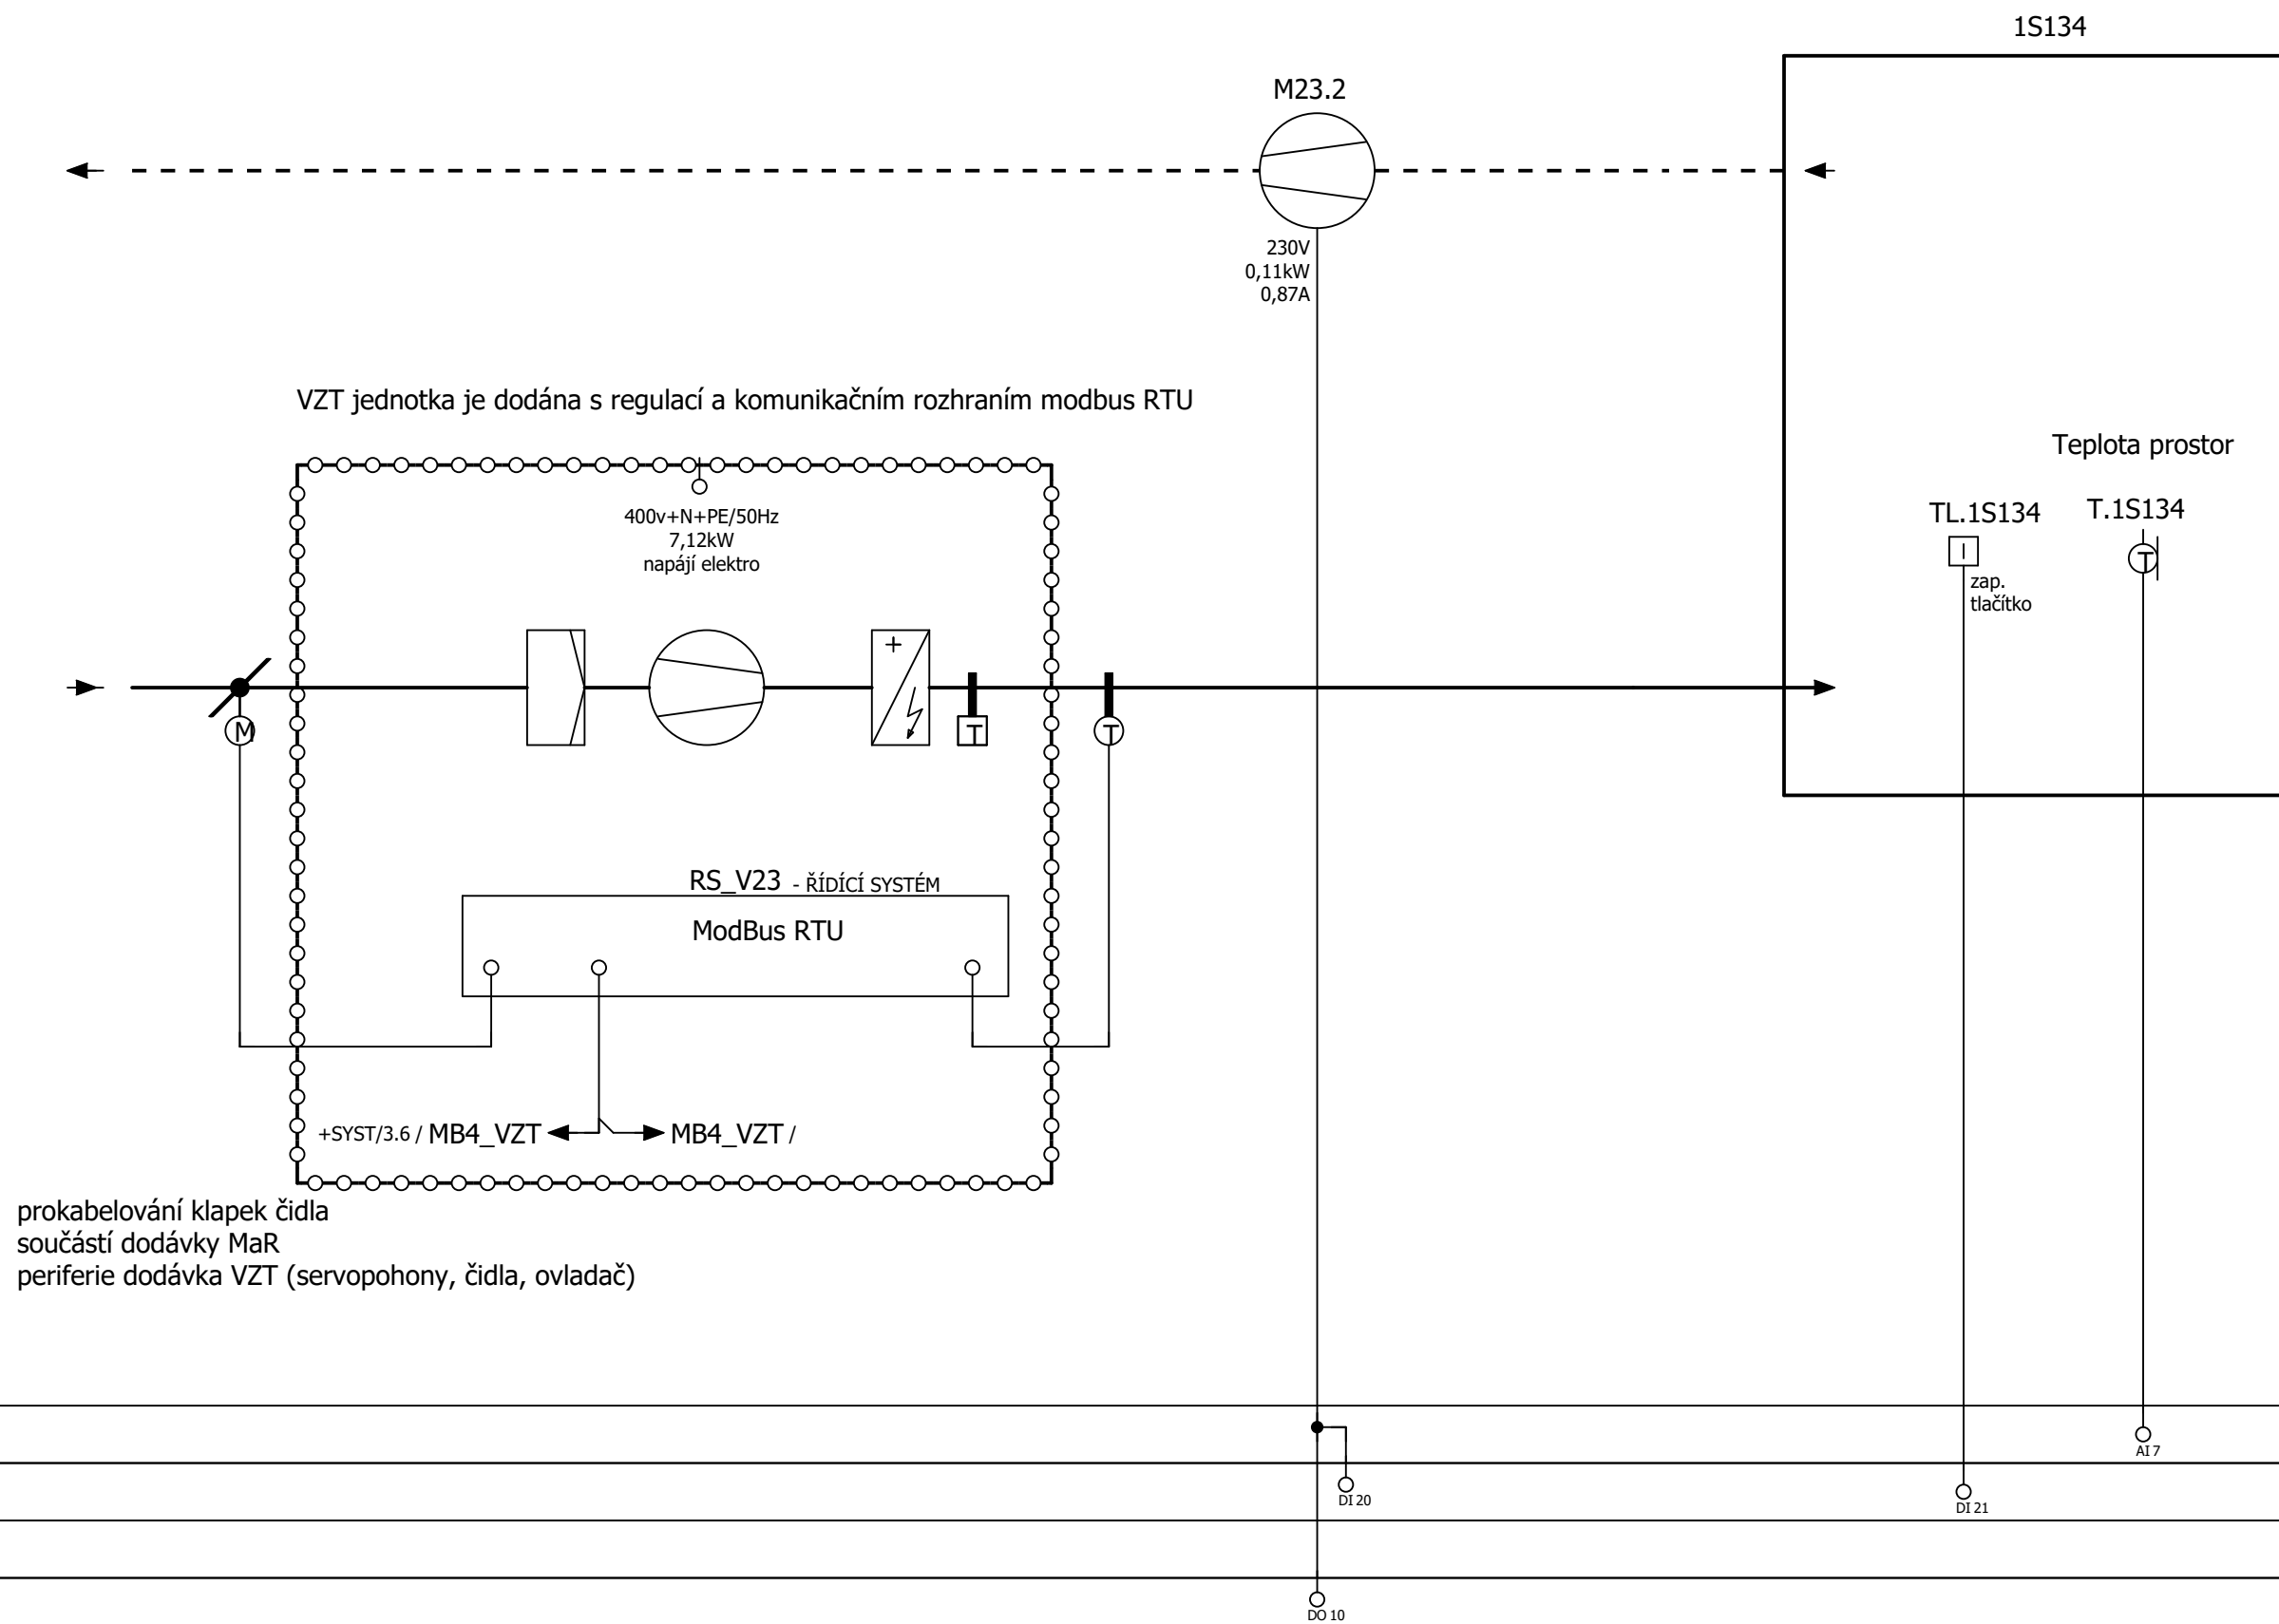 1S134
M23.2
230V
0,11kW
0,87A
VZT jednotka je dodána s regulací a komunikačním rozhraním modbus RTU
Teplota prostor
TL.1S134
T.1S134
I
T
zap.
tlačítko
400v+N+PE/50Hz
7,12kW
napájí elektro
+
M
T
T
RS_V23 - ŘÍDÍCÍ SYSTÉM
ModBus RTU
+SYST/3.6 / MB4_VZT
MB4_VZT /
prokabelování klapek čidla
součástí dodávky MaR
periferie dodávka VZT (servopohony, čidla, ovladač)
AI 7
DI 20
DI 21
DO 10